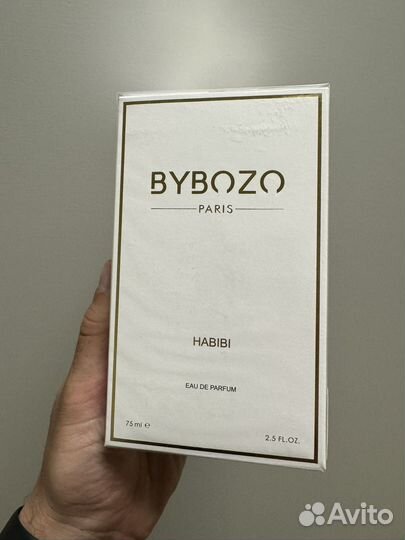 BYBOZO
PARIS
HABIBI
EAU DE PARFUM
75 ml e 2.5 FL.OZ.
Avito